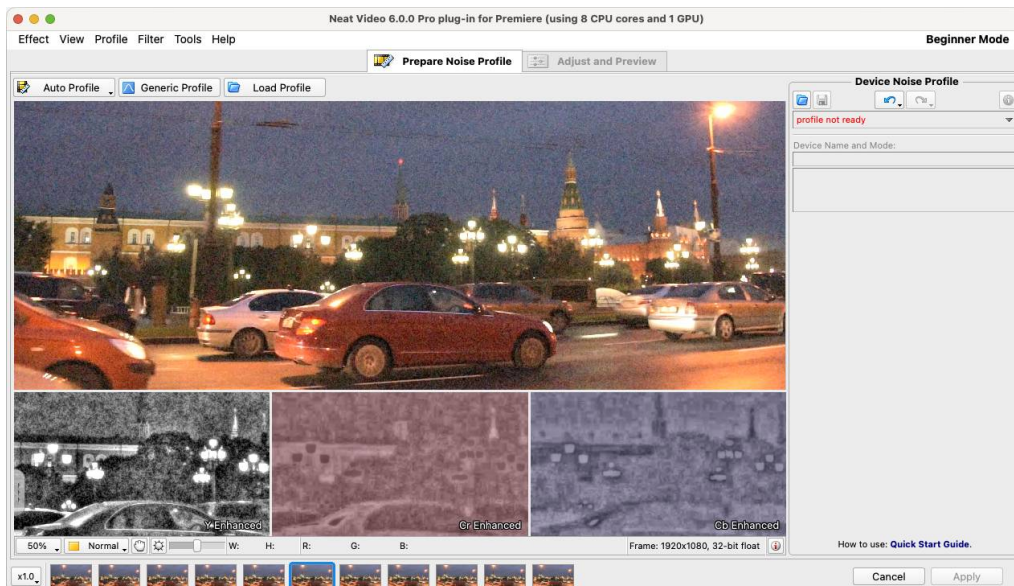 Neat Video 6.0.0 Pro plug-in for Premiere (using 8 CPU cores and 1 GPU)
Effect View Profile Filter Tools Help Beginner Mode
Prepare Noise Profile Adjust and Preview
Auto Profile Generic Profile Load Profile
Device Noise Profile
profile not ready
Device Name and Mode:
Y Enhanced Cr Enhanced Cb Enhanced
50% Normal W: H: R: G: B: Frame: 1920x1080, 32-bit float
How to use: Quick Start Guide.
x1.0 Cancel Apply